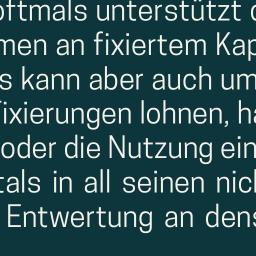 oftmals unterstützt
men an fixiertem Kap
s kann aber auch um
Fixierungen lohnen, ha
oder die Nutzung ein
tals in all seinen nich
Entwertung an dens